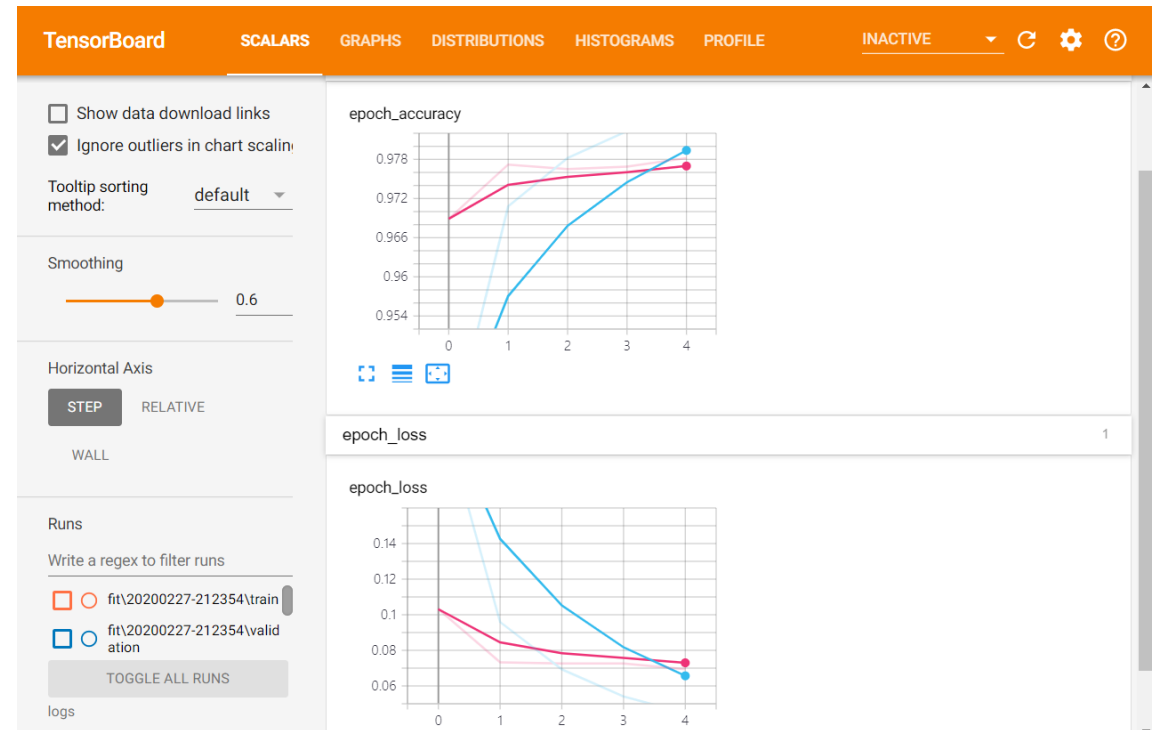 TensorBoard SCALARS GRAPHS DISTRIBUTIONS HISTOGRAMS PROFILE INACTIVE
Show data download links
Ignore outliers in chart scalin
Tooltip sorting
method: default
Smoothing
0.6
Horizontal Axis
STEP RELATIVE
WALL
Runs
Write a regex to filter runs
fit\20200227-212354\train
fit\20200227-212354\valid
ation
TOGGLE ALL RUNS
logs
epoch_accuracy
0.978
0.972
0.966
0.96
0.954
0 1 2 3 4
epoch_loss 1
epoch_loss
0.14
0.12
0.1
0.08
0.06
0 1 2 3 4